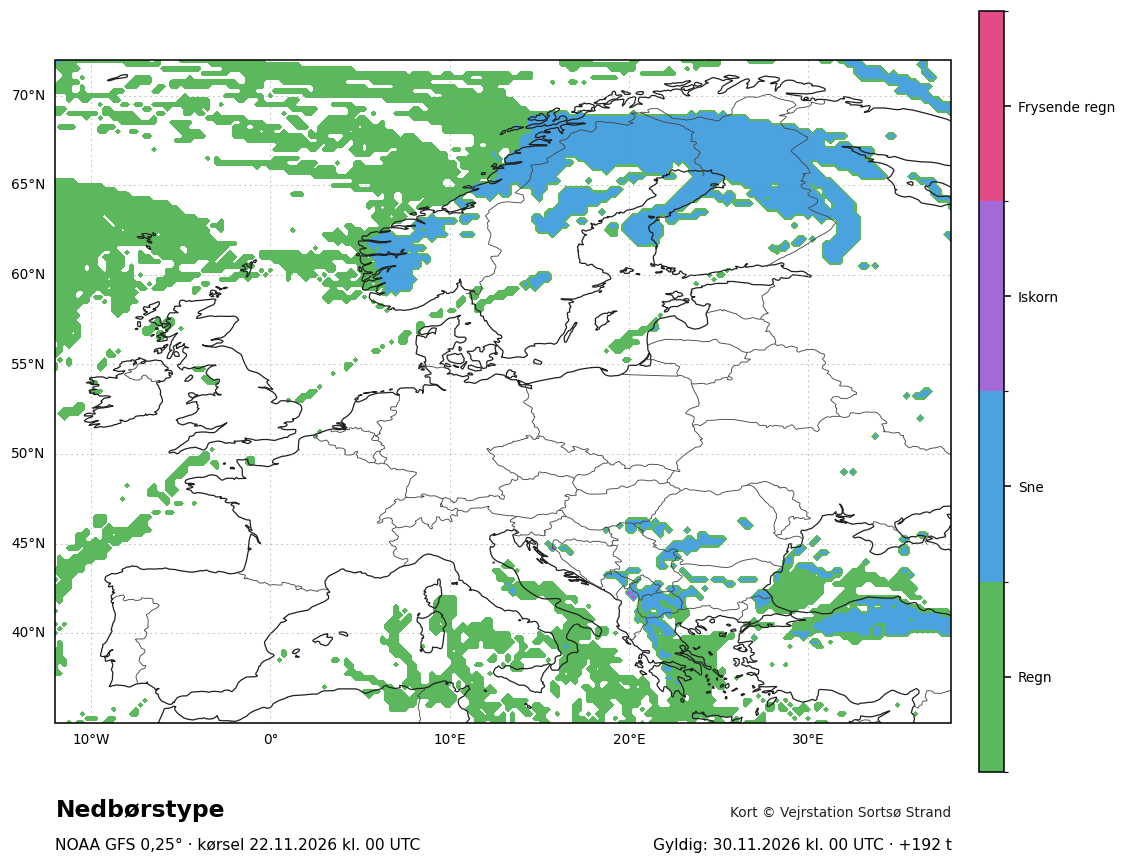 70°N
65°N
60°N
55°N
50°N
45°N
40°N
10°W
0°
10°E
20°E
30°E
Frysende regn
Iskorn
Sne
Regn
Nedbørstype
Kort © Vejrstation Sortsø Strand
NOAA GFS 0,25° · kørsel 22.11.2026 kl. 00 UTC
Gyldig: 30.11.2026 kl. 00 UTC · +192 t